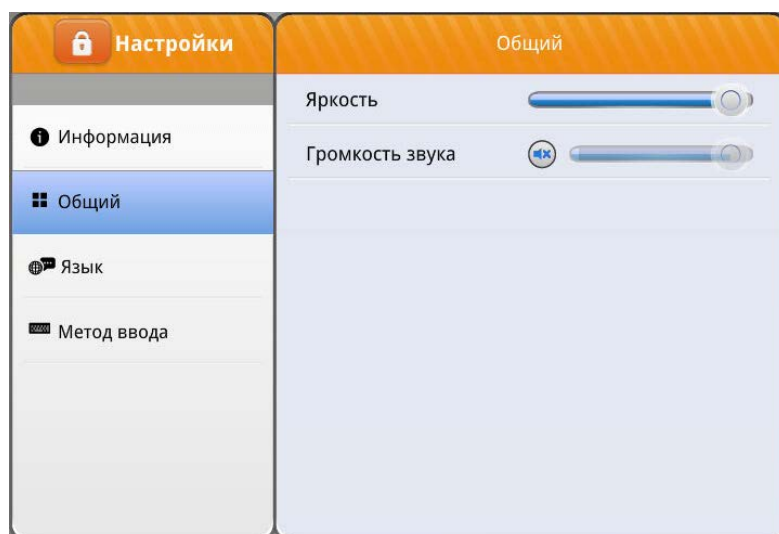 Настройки
Информация
Общий
Язык
Метод ввода
Общий
Яркость
Громкость звука